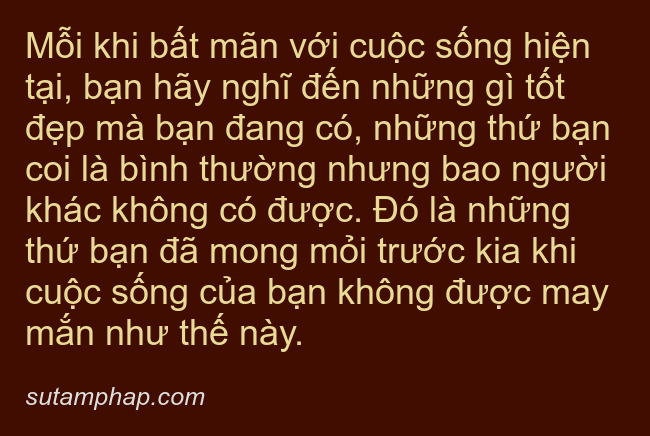 Mỗi khi bất mãn với cuộc sống hiện
tại, bạn hãy nghĩ đến những gì tốt
đẹp mà bạn đang có, những thứ bạn
coi là bình thường nhưng bao người
khác không có được. Đó là những
thứ bạn đã mong mỏi trước kia khi
cuộc sống của bạn không được may
mắn như thế này.
sutamphap.com